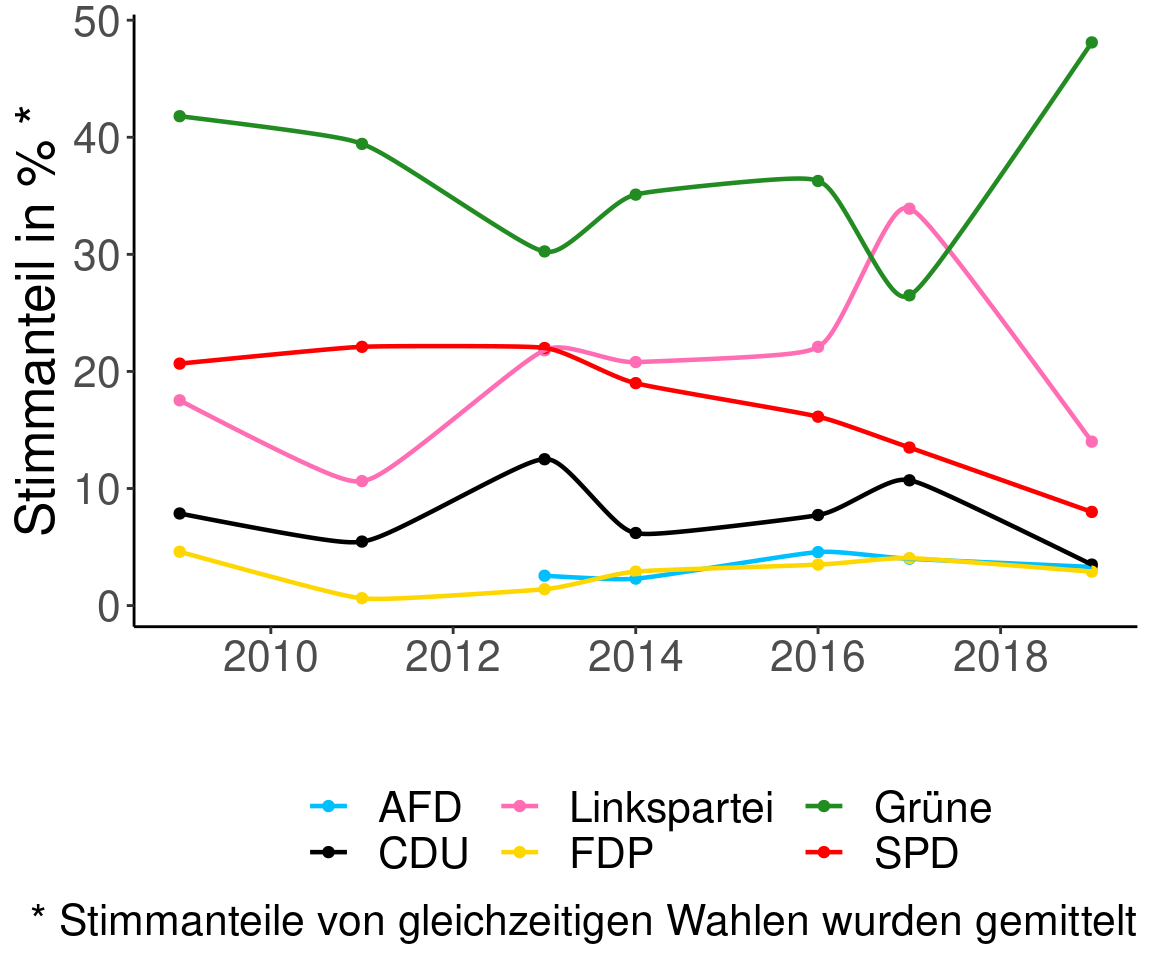 Stimmanteil in % *
50
40
30
20
10
0
2010 2012 2014 2016 2018
AFD Linkspartei Grüne
CDU FDP SPD
* Stimmanteile von gleichzeitigen Wahlen wurden gemittelt